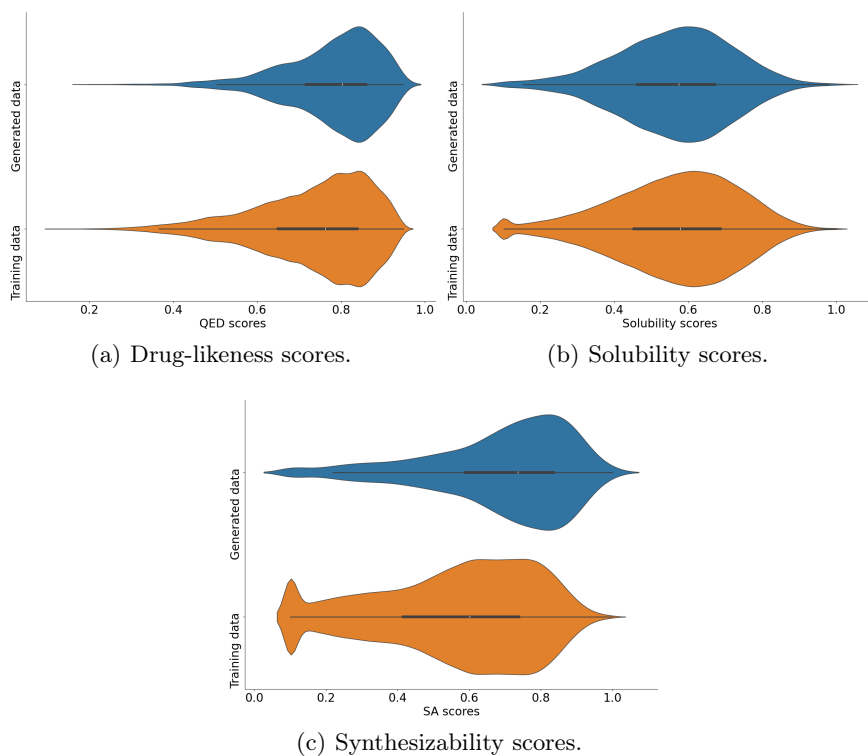 Generated data
Training data
0.2 0.4 0.6 0.8 1.0
QED scores
(a) Drug-likeness scores.
Generated data
Training data
0.0 0.2 0.4 0.6 0.8 1.0
Solubility scores
(b) Solubility scores.
Generated data
Training data
0.0 0.2 0.4 0.6 0.8 1.0
SA scores
(c) Synthesizability scores.